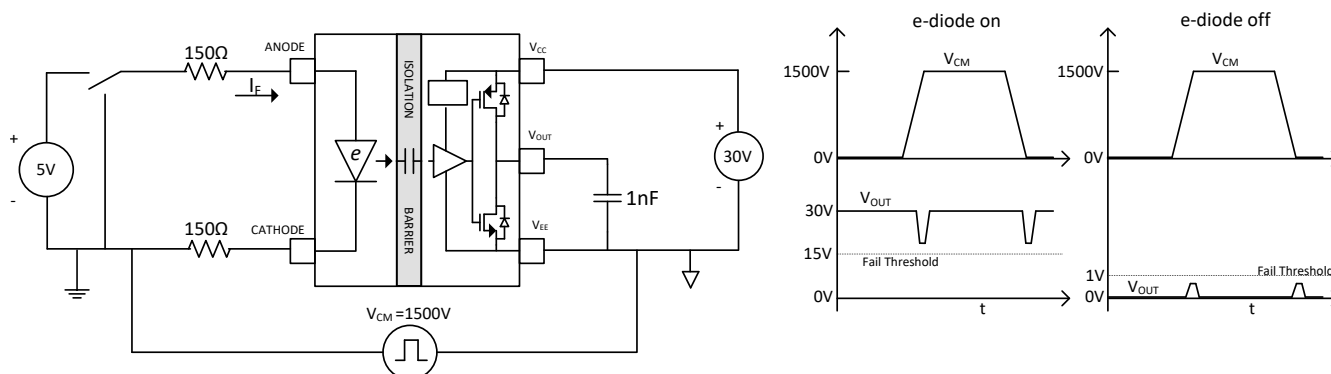 150Ω
ANODE
I_F
+
5V
-
150Ω
CATHODE
e
ISOLATION
BARRIER
V_CC
V_OUT
V_EE
1nF
+
30V
-
V_CM =1500V
e-diode on
1500V
V_CM
0V
V_OUT
30V
15V
Fail Threshold
0V
t
e-diode off
1500V
V_CM
0V
1V
Fail Threshold
V_OUT
0V
t